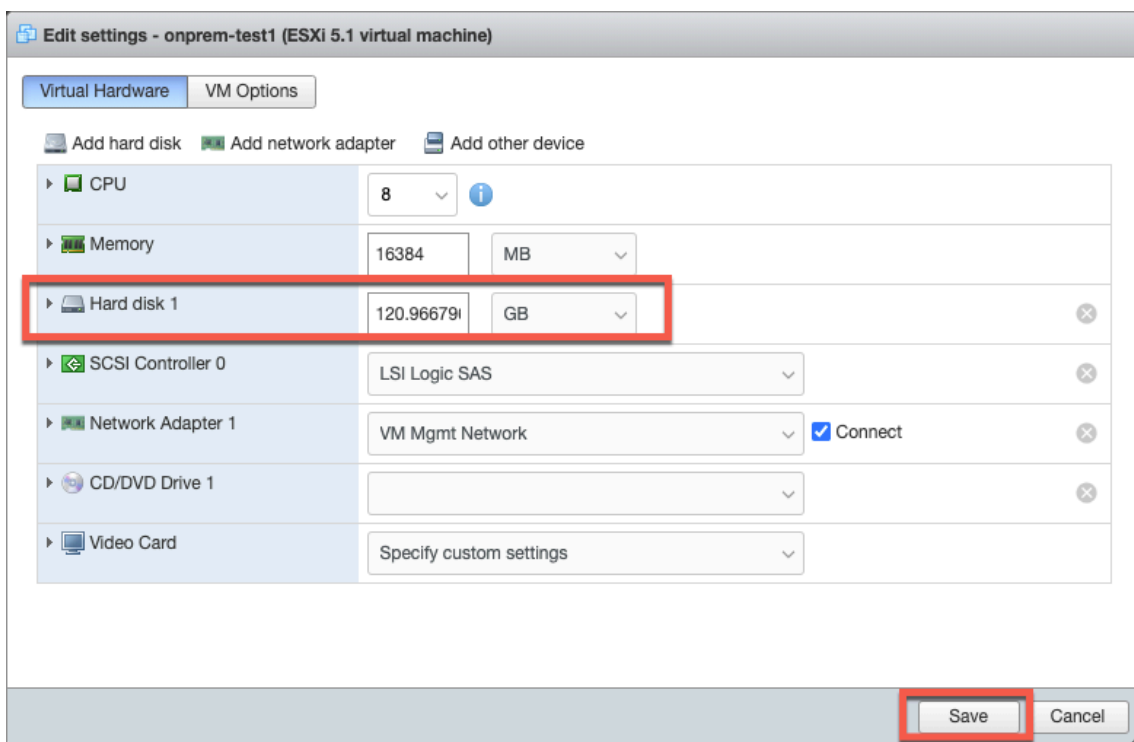 Edit settings - onprem-test1 (ESXi 5.1 virtual machine)
Virtual Hardware VM Options
Add hard disk Add network adapter Add other device
CPU 8
Memory 16384 MB
Hard disk 1 120.96679 GB
SCSI Controller 0 LSI Logic SAS
Network Adapter 1 VM Mgmt Network Connect
CD/DVD Drive 1
Video Card Specify custom settings
Save Cancel